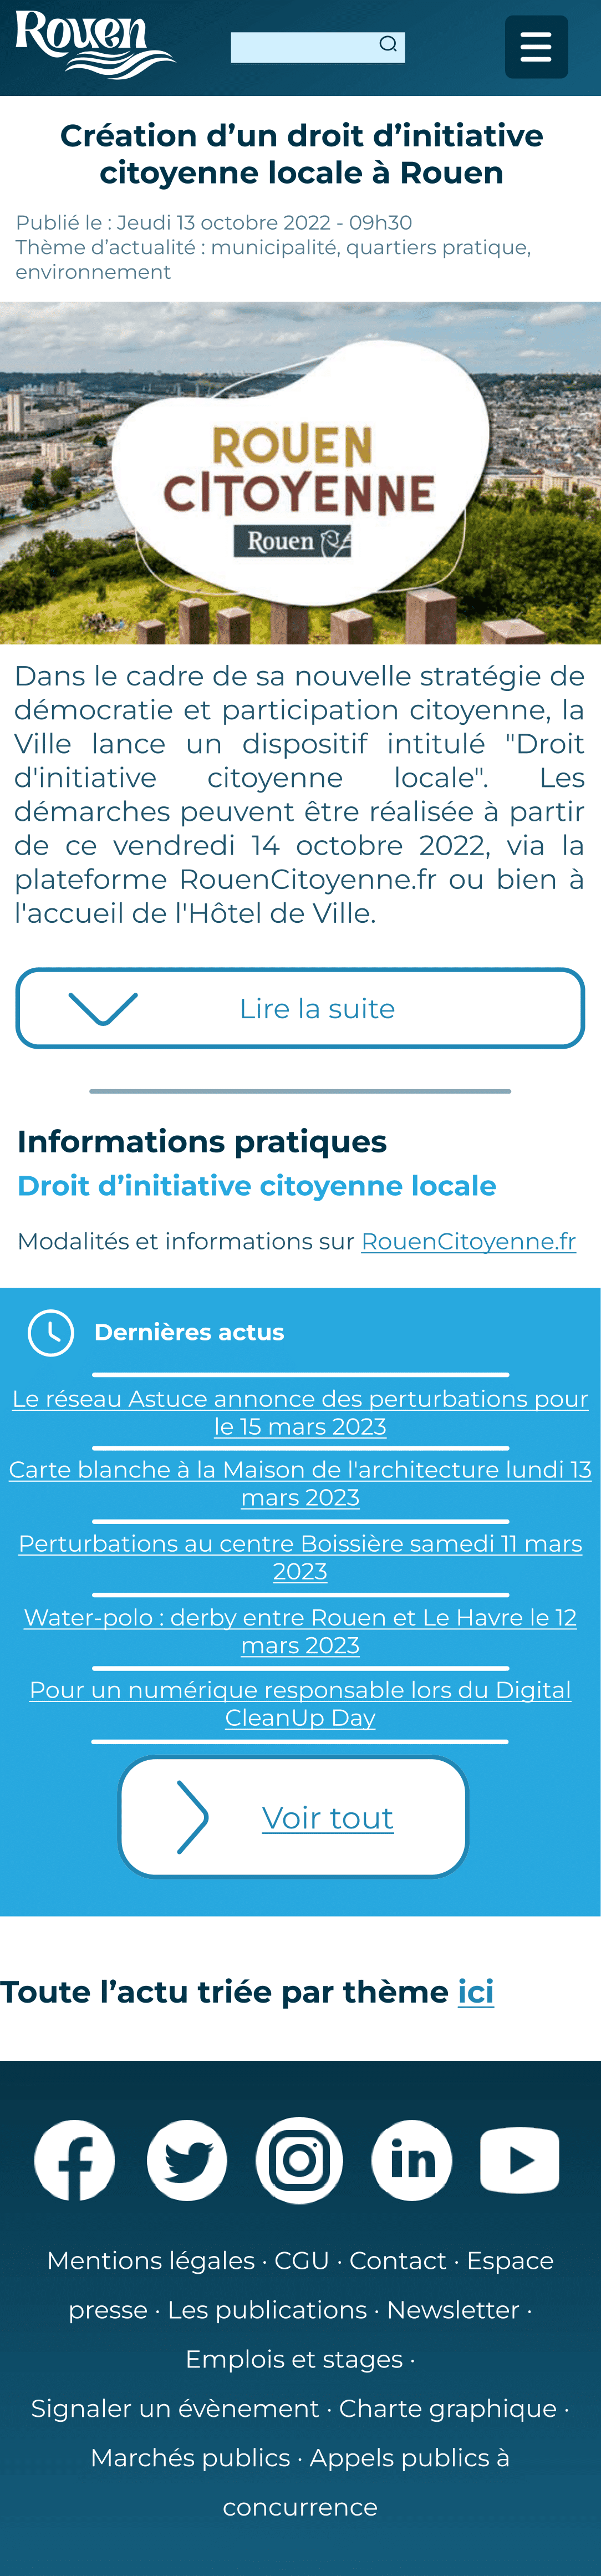 Rouen
Création d’un droit d’initiative
citoyenne locale à Rouen
Publié le : Jeudi 13 octobre 2022 - 09h30
Thème d’actualité : municipalité, quartiers pratique,
environnement
ROUEN
CITOYENNE
Rouen
Dans le cadre de sa nouvelle stratégie de
démocratie et participation citoyenne, la
Ville lance un dispositif intitulé "Droit
d'initiative citoyenne locale". Les
démarches peuvent être réalisée à partir
de ce vendredi 14 octobre 2022, via la
plateforme RouenCitoyenne.fr ou bien à
l'accueil de l'Hôtel de Ville.
Lire la suite
Informations pratiques
Droit d’initiative citoyenne locale
Modalités et informations sur RouenCitoyenne.fr
Dernières actus
Le réseau Astuce annonce des perturbations pour
le 15 mars 2023
Carte blanche à la Maison de l'architecture lundi 13
mars 2023
Perturbations au centre Boissière samedi 11 mars
2023
Water-polo : derby entre Rouen et Le Havre le 12
mars 2023
Pour un numérique responsable lors du Digital
CleanUp Day
Voir tout
Toute l’actu triée par thème ici
in
Mentions légales · CGU · Contact · Espace
presse · Les publications · Newsletter ·
Emplois et stages ·
Signaler un évènement · Charte graphique ·
Marchés publics · Appels publics à
concurrence